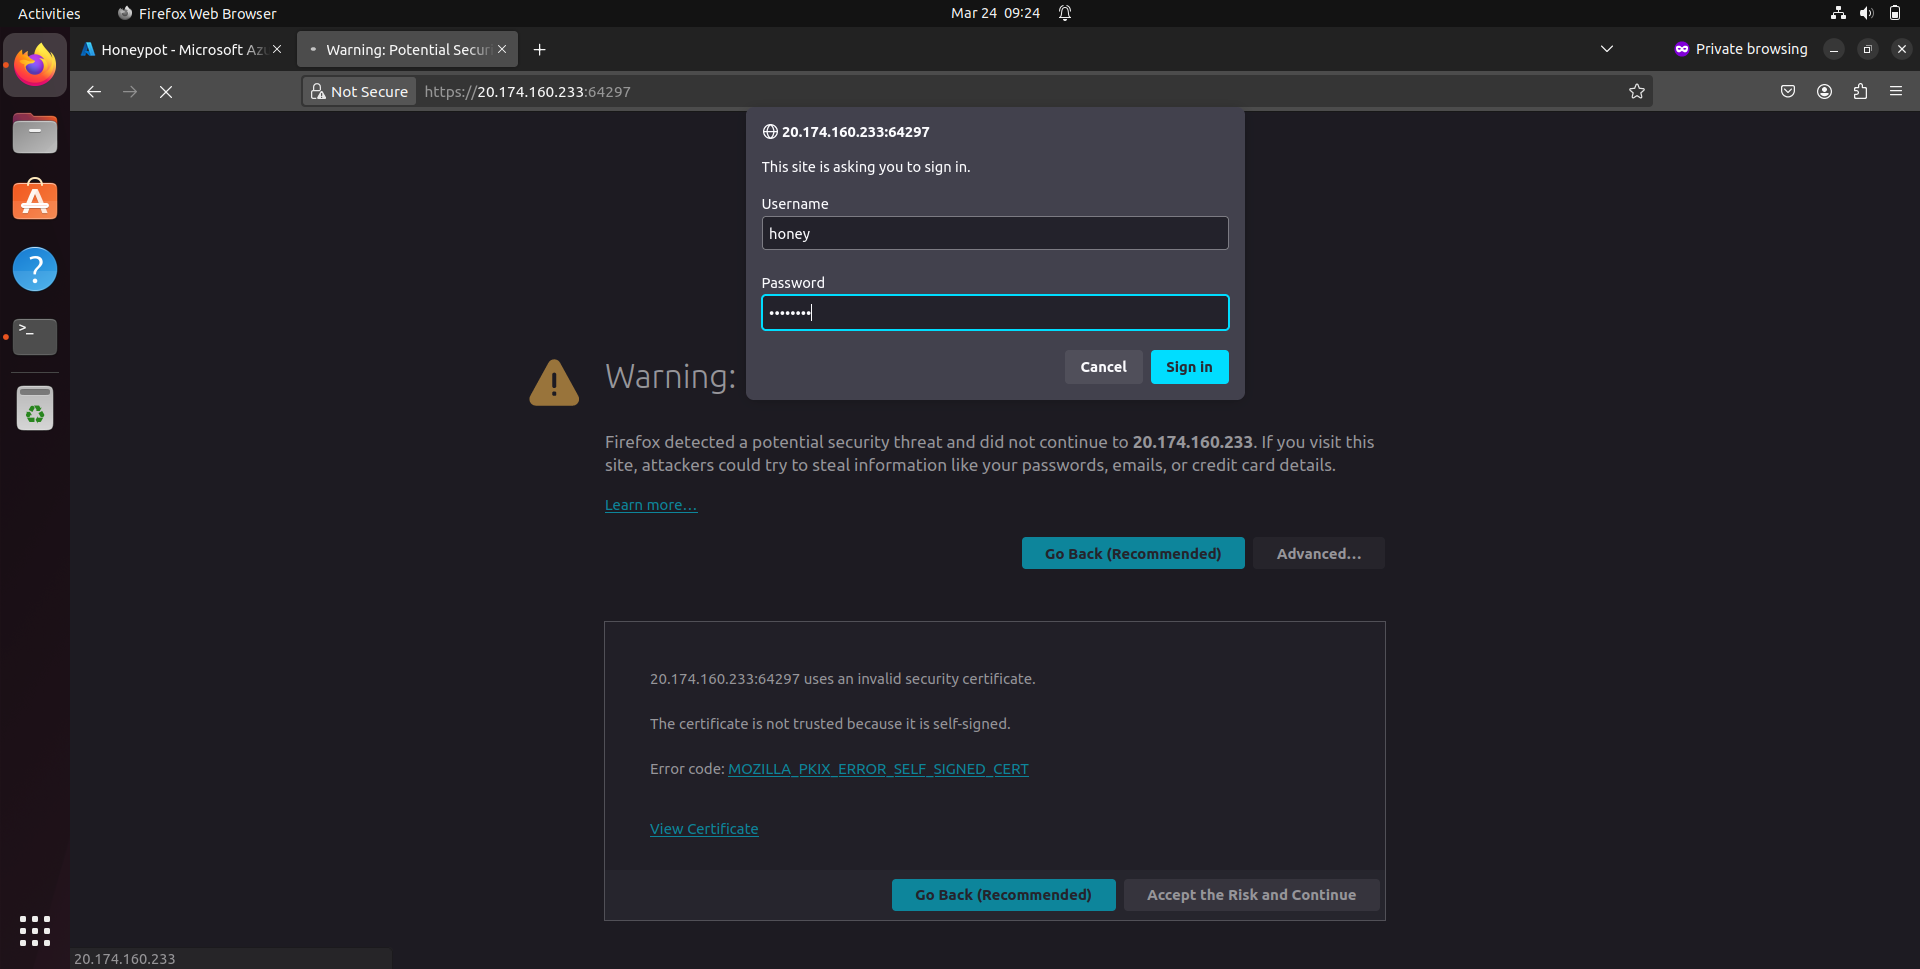 Activities
Firefox Web Browser
Mar 24 09:24
Honeypot - Microsoft Azu
Warning: Potential Securi
Private browsing
Not Secure
https://20.174.160.233:64297
20.174.160.233:64297
This site is asking you to sign in.
Username
honey
Password
••••••••
Cancel
Sign in
Warning:
Firefox detected a potential security threat and did not continue to 20.174.160.233. If you visit this
site, attackers could try to steal information like your passwords, emails, or credit card details.
Learn more…
Go Back (Recommended)
Advanced…
20.174.160.233:64297 uses an invalid security certificate.
The certificate is not trusted because it is self-signed.
Error code: MOZILLA_PKIX_ERROR_SELF_SIGNED_CERT
View Certificate
Go Back (Recommended)
Accept the Risk and Continue
20.174.160.233